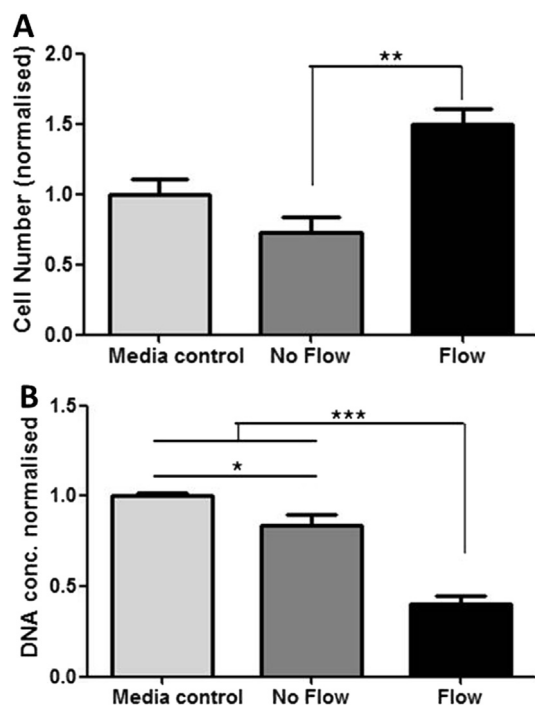 A
Cell Number (normalised)
2.0
1.5
1.0
0.5
0.0
**
Media control No Flow Flow
B
DNA conc. normalised
1.5
1.0
0.5
0.0
***
*
Media control No Flow Flow